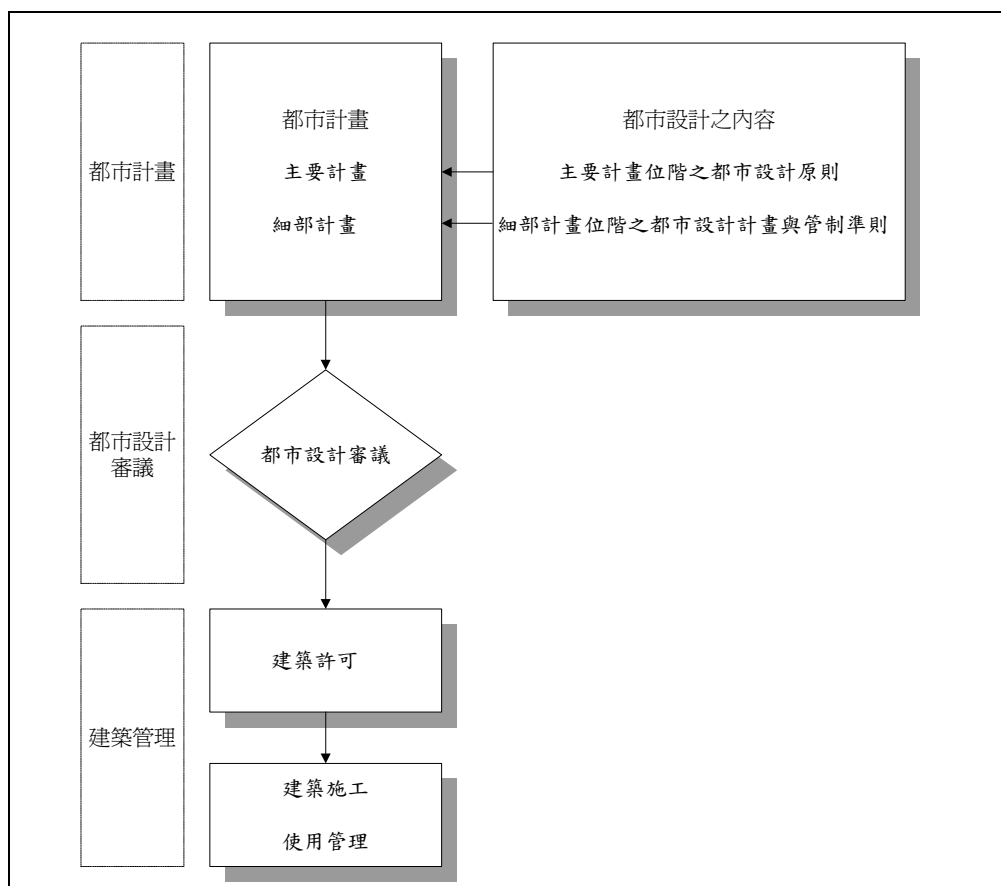 都市計畫
都市計畫
主要計畫
細部計畫
都市設計之內容
主要計畫位階之都市設計原則
細部計畫位階之都市設計計畫與管制準則
都市設計
審議
都市設計審議
建築管理
建築許可
建築施工
使用管理